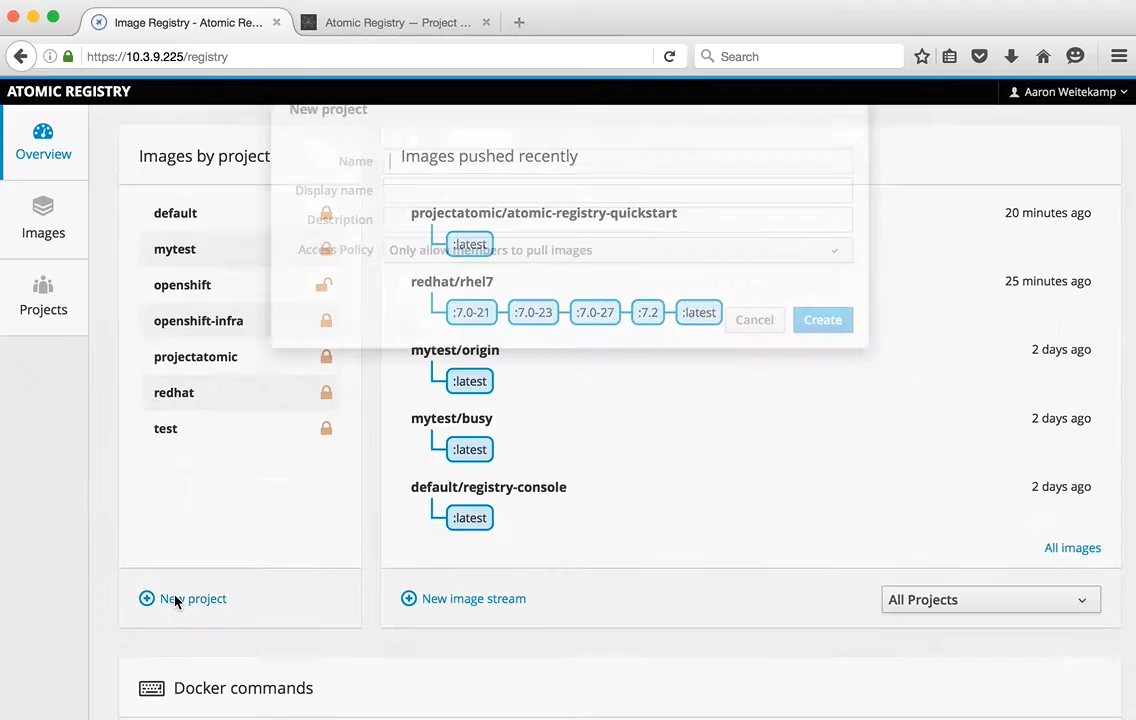 Image Registry - Atomic Re...
Atomic Registry — Project ...
https://10.3.9.225/registry
Search
ATOMIC REGISTRY
Aaron Weitekamp
Overview
Images
Projects
Images by project
default
mytest
openshift
openshift-infra
projectatomic
redhat
test
New project
New project
Name
Display name
Description
Access Policy
Only allow members to pull images
Cancel
Create
Images pushed recently
projectatomic/atomic-registry-quickstart
20 minutes ago
:latest
redhat/rhel7
25 minutes ago
:7.0-21 :7.0-23 :7.0-27 :7.2 :latest
mytest/origin
2 days ago
:latest
mytest/busy
2 days ago
:latest
default/registry-console
2 days ago
:latest
All images
New image stream
All Projects
Docker commands